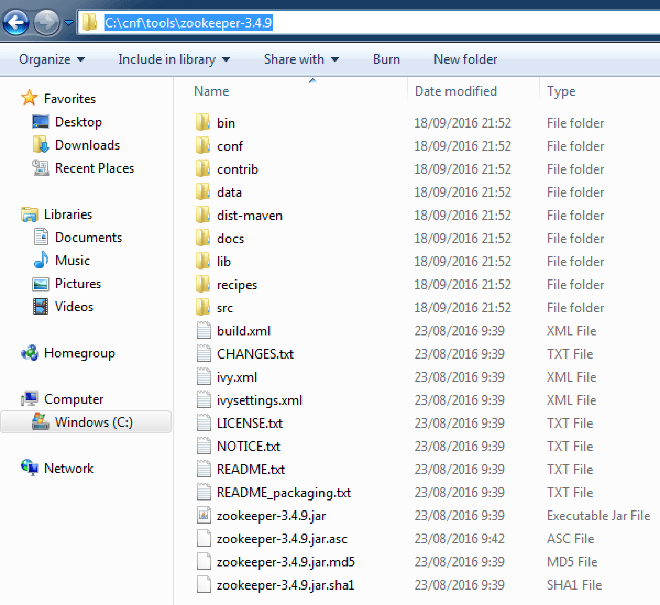 C:\cnf\tools\zookeeper-3.4.9
Organize Include in library Share with Burn New folder
Name Date modified Type
Favorites
Desktop
Downloads
Recent Places
Libraries
Documents
Music
Pictures
Videos
Homegroup
Computer
Windows (C:)
Network
bin 18/09/2016 21:52 File folder
conf 18/09/2016 21:52 File folder
contrib 18/09/2016 21:52 File folder
data 18/09/2016 21:52 File folder
dist-maven 18/09/2016 21:52 File folder
docs 18/09/2016 21:52 File folder
lib 18/09/2016 21:52 File folder
recipes 18/09/2016 21:52 File folder
src 18/09/2016 21:52 File folder
build.xml 23/08/2016 9:39 XML File
CHANGES.txt 23/08/2016 9:39 TXT File
ivy.xml 23/08/2016 9:39 XML File
ivysettings.xml 23/08/2016 9:39 XML File
LICENSE.txt 23/08/2016 9:39 TXT File
NOTICE.txt 23/08/2016 9:39 TXT File
README.txt 23/08/2016 9:39 TXT File
README_packaging.txt 23/08/2016 9:39 TXT File
zookeeper-3.4.9.jar 23/08/2016 9:39 Executable Jar File
zookeeper-3.4.9.jar.asc 23/08/2016 9:42 ASC File
zookeeper-3.4.9.jar.md5 23/08/2016 9:39 MD5 File
zookeeper-3.4.9.jar.sha1 23/08/2016 9:39 SHA1 File